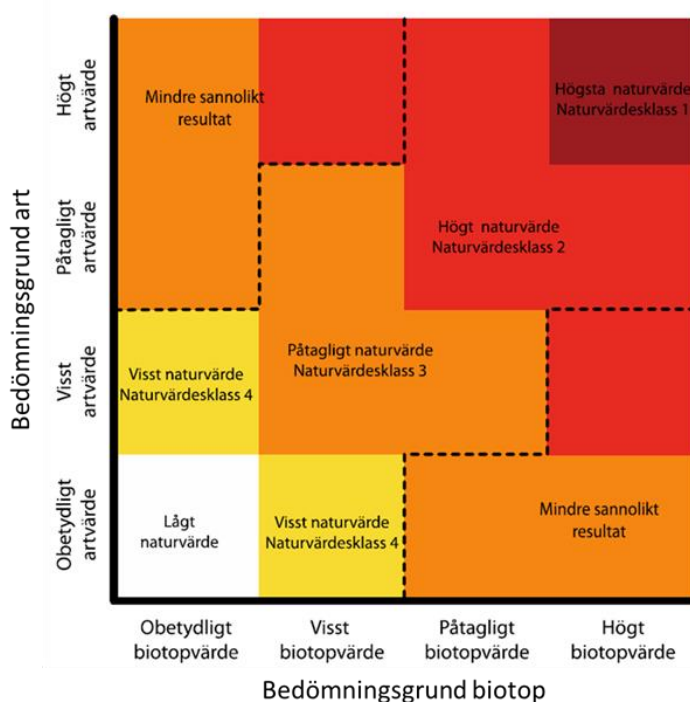 Bedömningsgrund art
Högt
artvärde
Påtagligt
artvärde
Visst
artvärde
Obetydligt
artvärde
Mindre sannolikt
resultat
Högsta naturvärde
Naturvärdesklass 1
Högt naturvärde
Naturvärdesklass 2
Påtagligt naturvärde
Naturvärdesklass 3
Visst naturvärde
Naturvärdesklass 4
Lågt
naturvärde
Visst naturvärde
Naturvärdesklass 4
Mindre sannolikt
resultat
Obetydligt
biotopvärde
Visst
biotopvärde
Påtagligt
biotopvärde
Högt
biotopvärde
Bedömningsgrund biotop